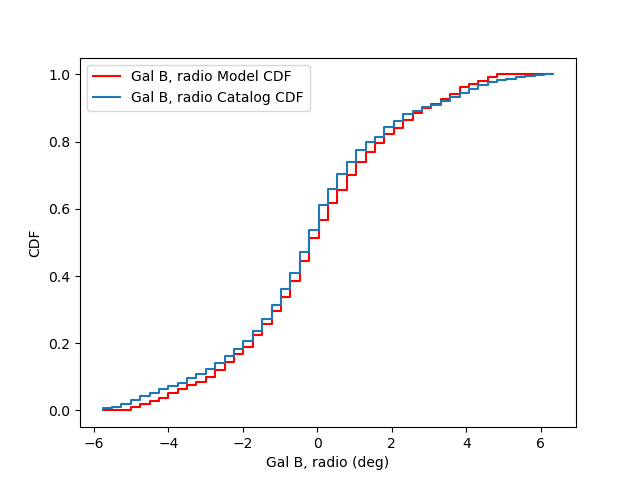 Gal B, radio Model CDF
Gal B, radio Catalog CDF
1.0
0.8
0.6
0.4
0.2
0.0
CDF
−6 −4 −2 0 2 4 6
Gal B, radio (deg)